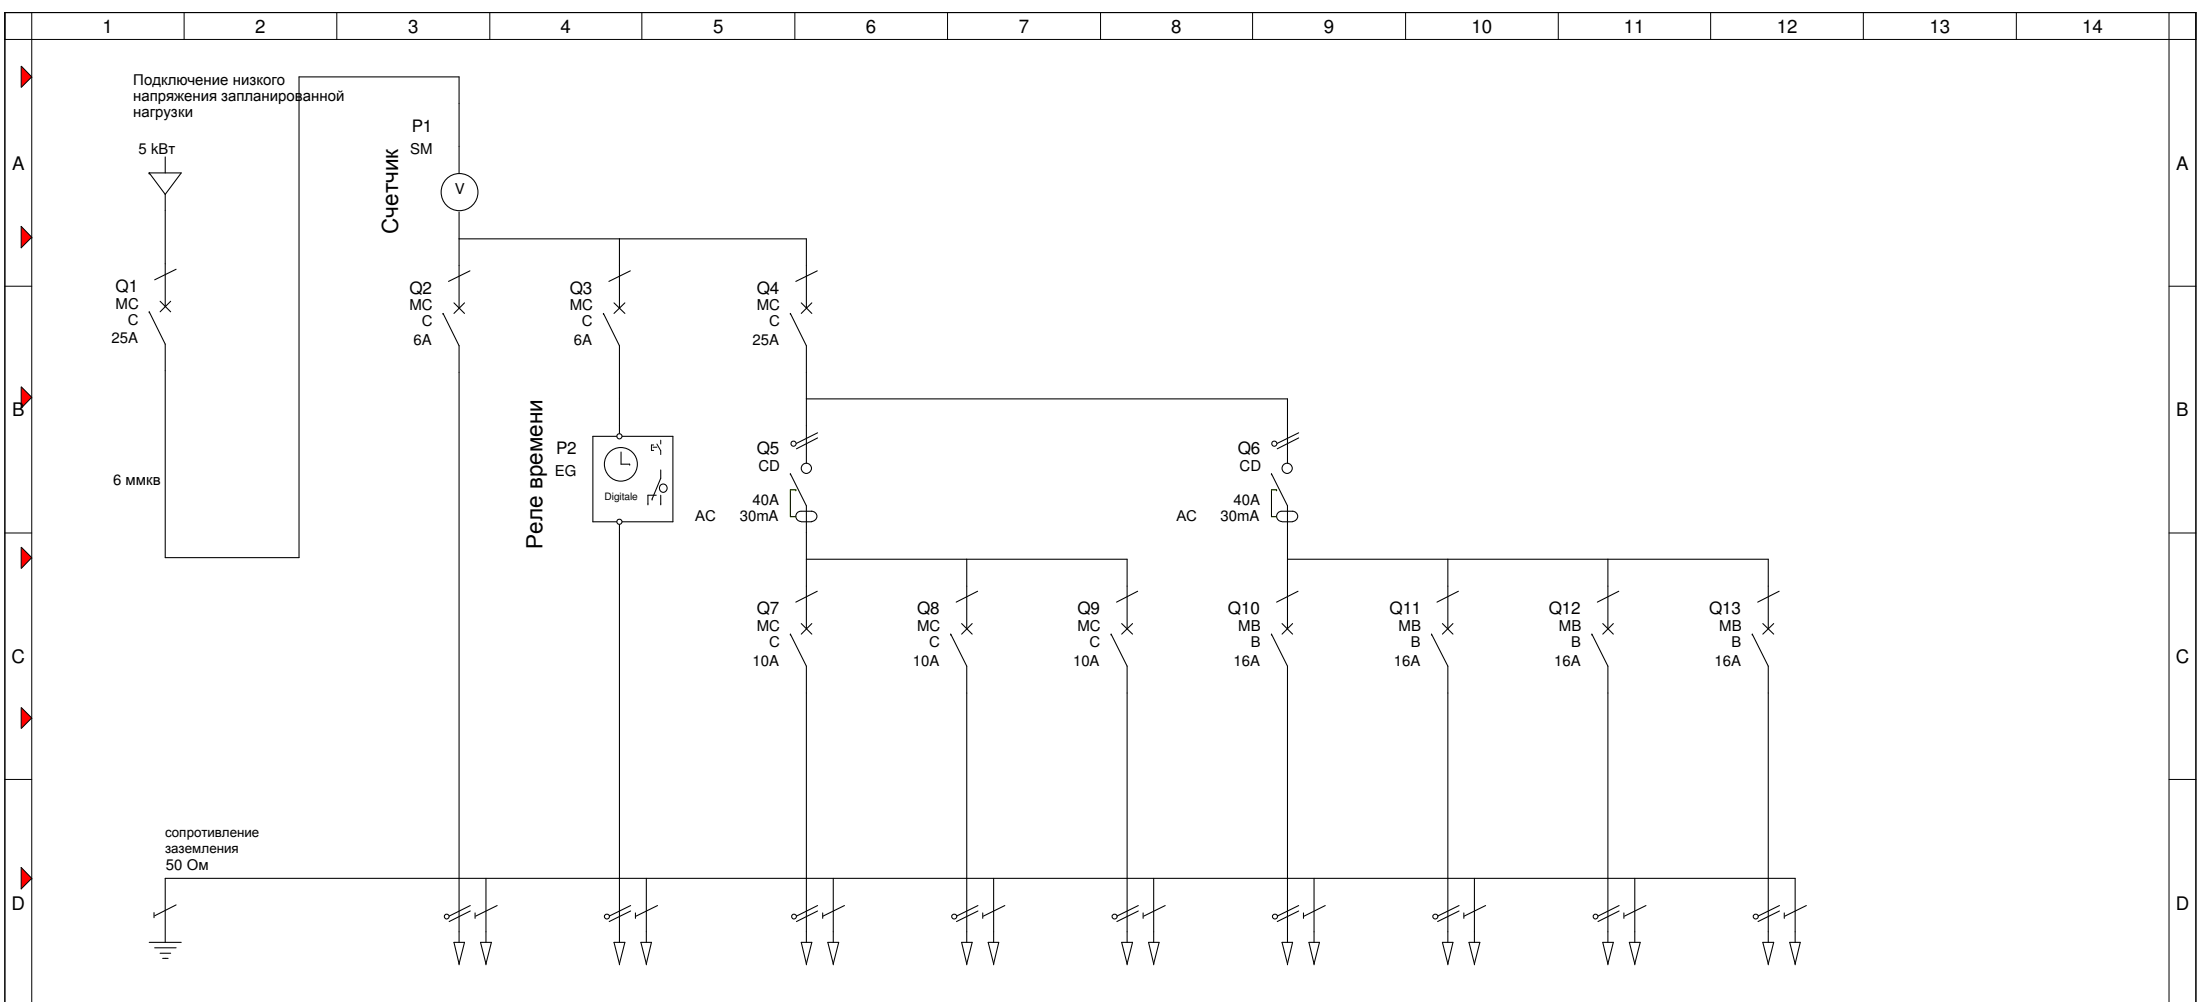 1 2 3 4 5 6 7 8 9 10 11 12 13 14
Подключение низкого
напряжения запланированной
нагрузки
5 kВт
P1
SM
Счетчик
V
A A
Q1
MC
C
25A
Q2
MC
C
6A
Q3
MC
C
6A
Q4
MC
C
25A
B B
6 ммкв
Реле времени
P2
EG
Digitale
Q5
CD
40A
AC 30mA
Q6
CD
40A
AC 30mA
Q7
MC
C
10A
Q8
MC
C
10A
Q9
MC
C
10A
Q10
MB
B
16A
Q11
MB
B
16A
Q12
MB
B
16A
Q13
MB
B
16A
C C
сопротивление
заземления
50 Ом
D D